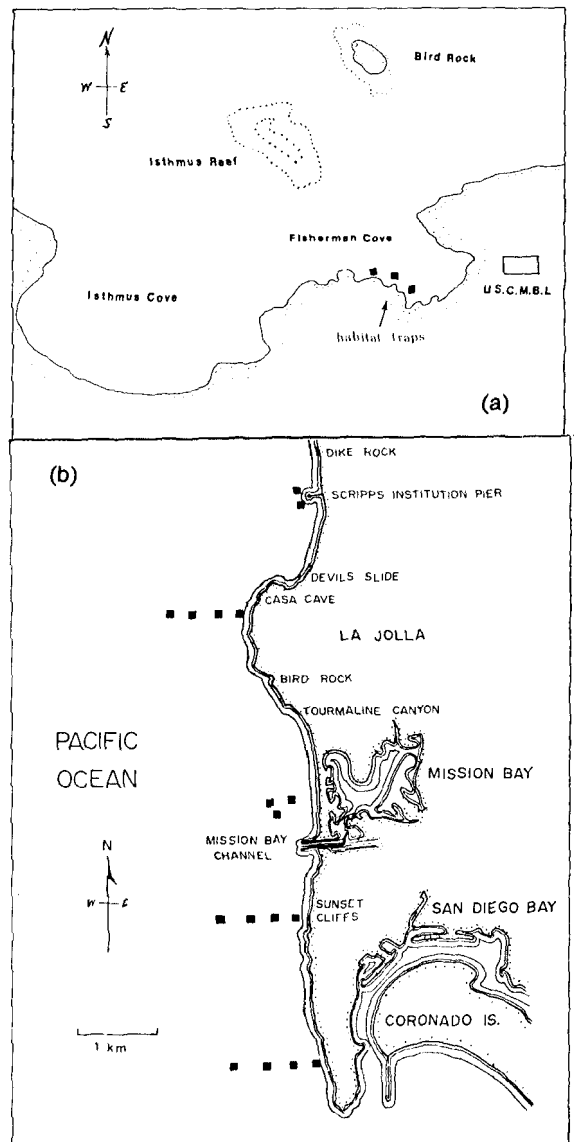 N
W E
S
Bird Rock
Isthmus Reef
Fisherman Cove
U.S.C.M.B.L
Isthmus Cove
habitat traps
(a)
(b)
DIKE ROCK
SCRIPPS INSTITUTION PIER
DEVILS SLIDE
CASA CAVE
LA JOLLA
BIRD ROCK
TOURMALINE CANYON
PACIFIC
OCEAN
MISSION BAY
MISSION BAY
CHANNEL
N
W E
SUNSET
CLIFFS
SAN DIEGO BAY
CORONADO IS.
1 km